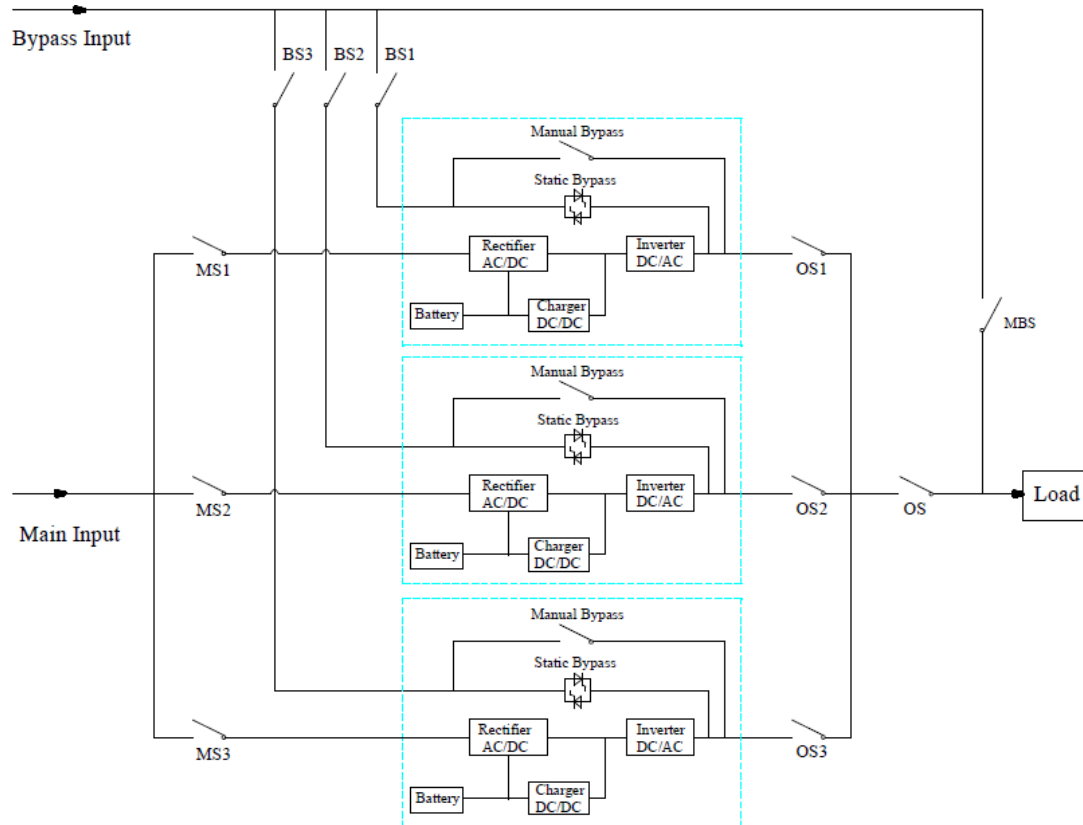 Bypass Input
BS3
BS2
BS1
Manual Bypass
Static Bypass
Rectifier
AC/DC
Inverter
DC/AC
MS1
OS1
Battery
Charger
DC/DC
MBS
Manual Bypass
Static Bypass
Rectifier
AC/DC
Inverter
DC/AC
Load
MS2
OS2
OS
Main Input
Battery
Charger
DC/DC
Manual Bypass
Static Bypass
Rectifier
AC/DC
Inverter
DC/AC
MS3
OS3
Battery
Charger
DC/DC